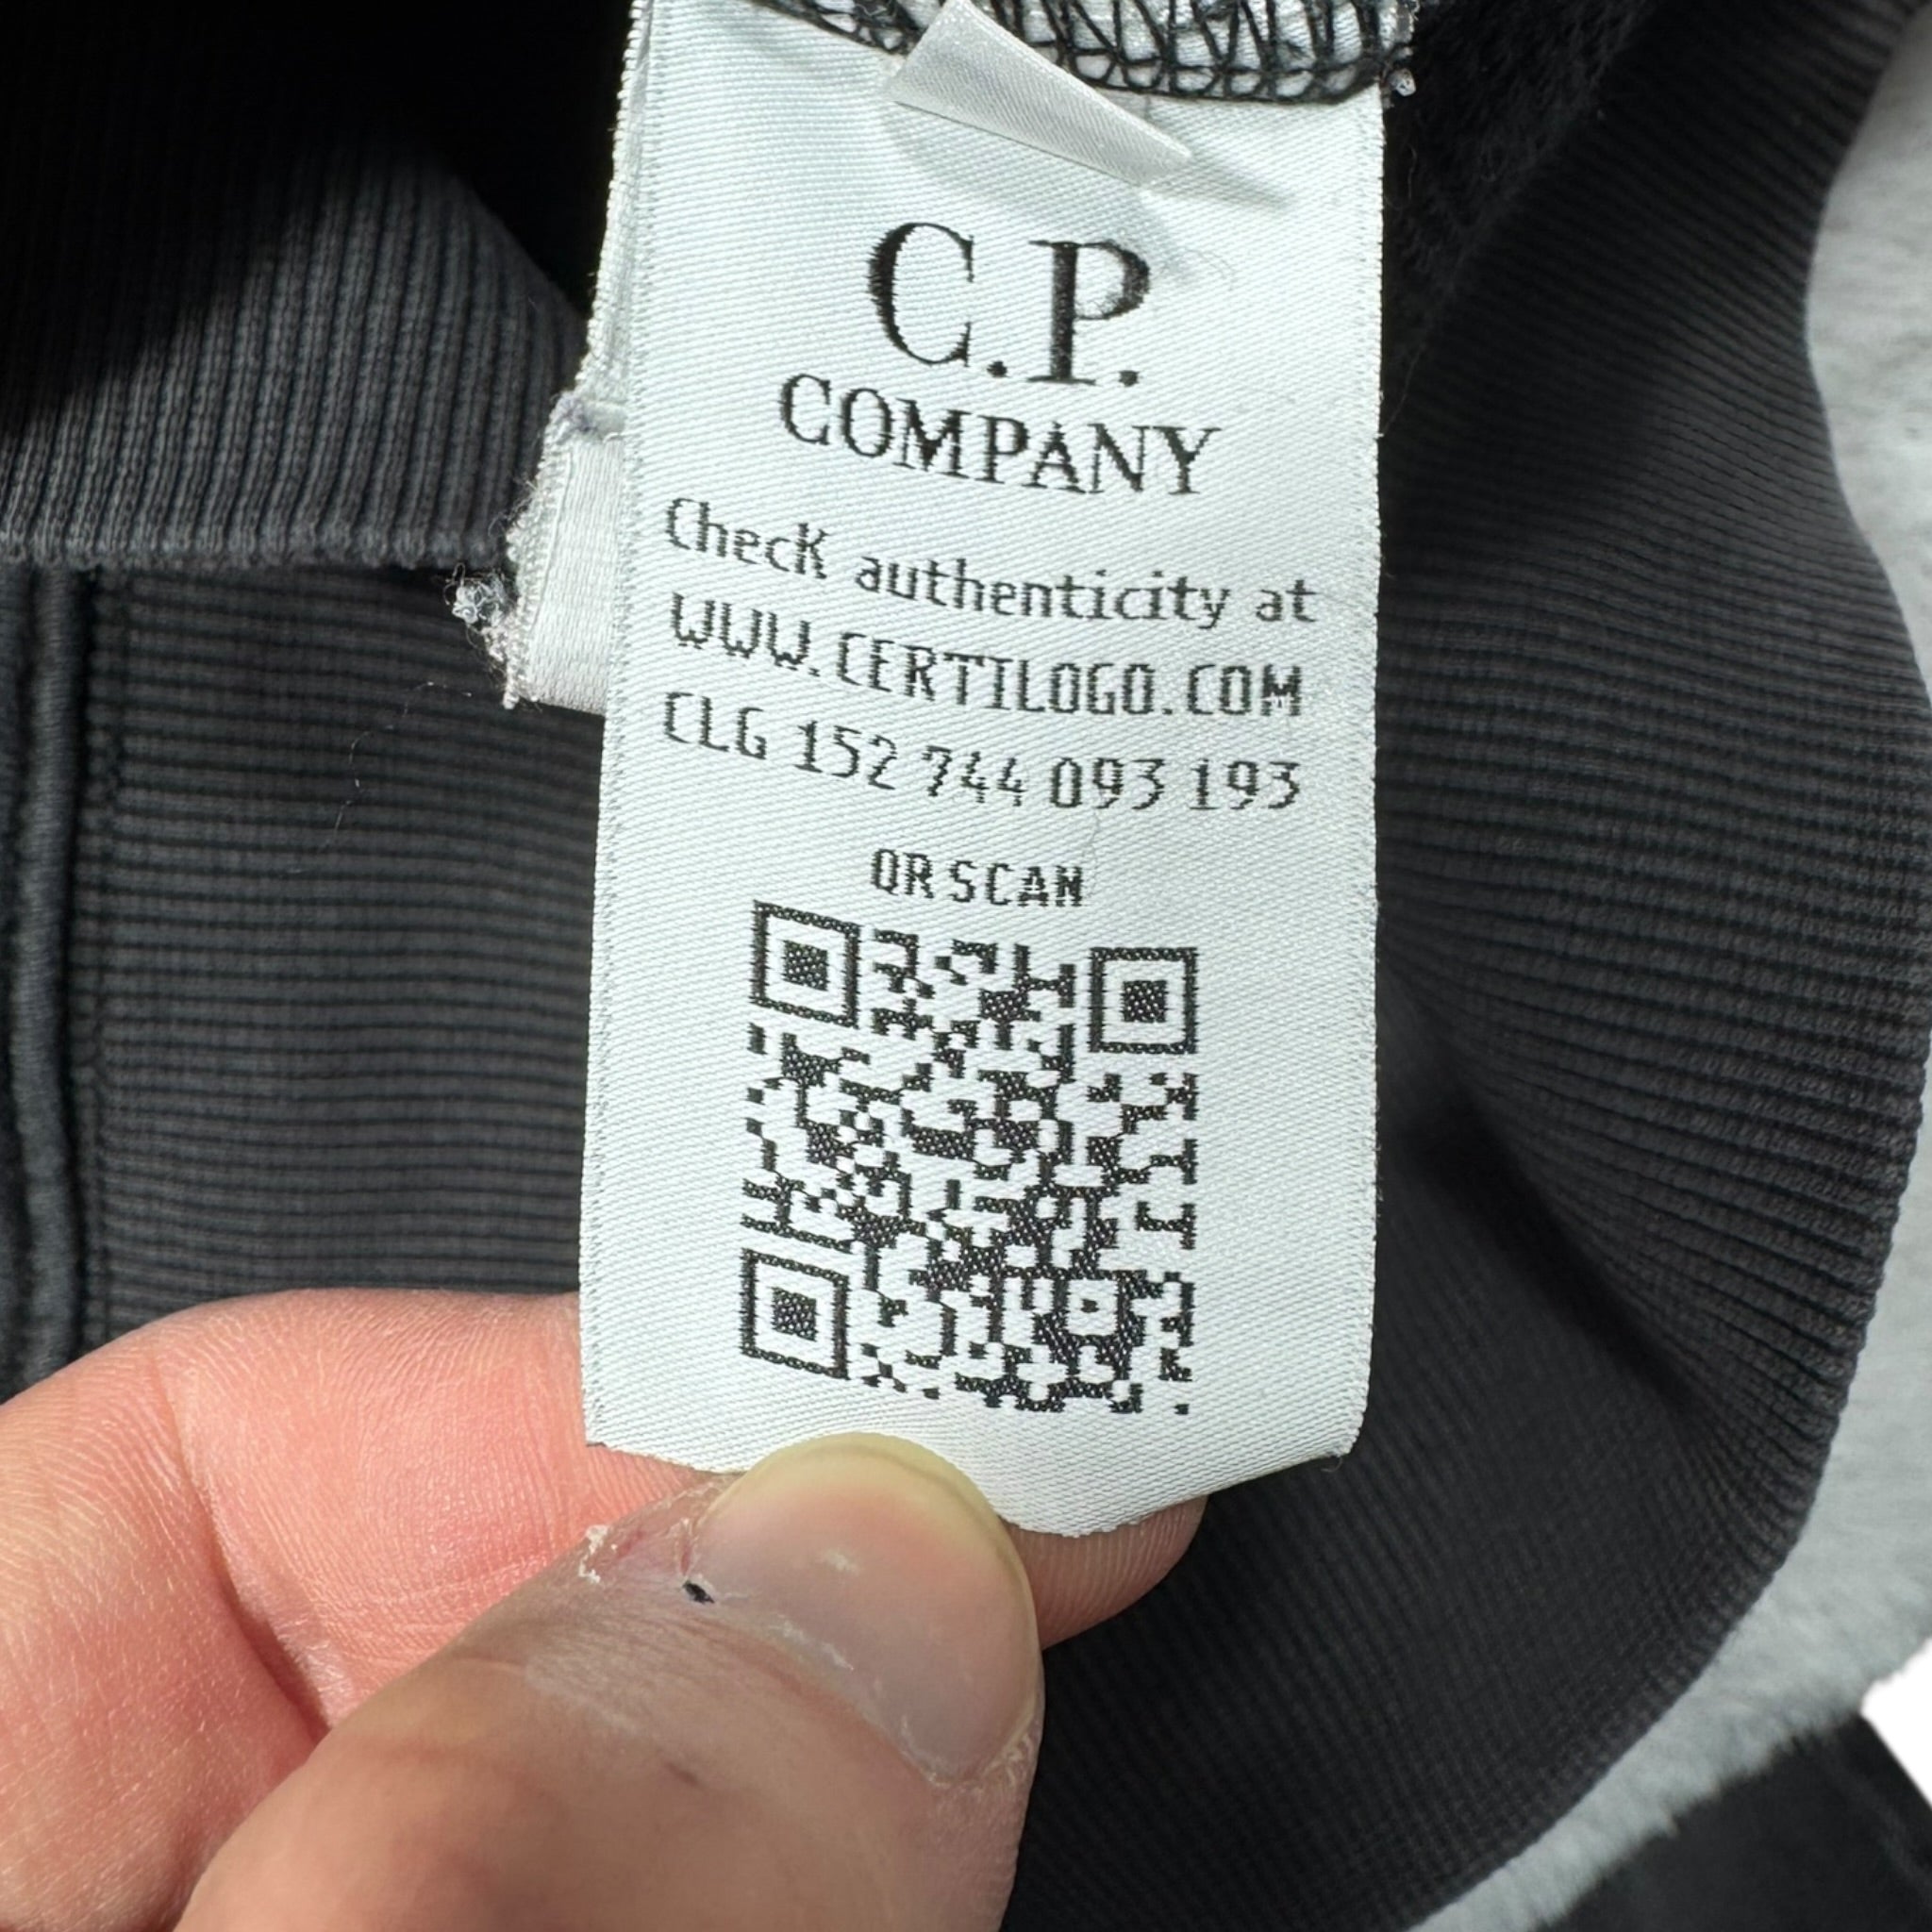 C.P.
COMPANY
Check authenticity at
WWW.CERTILOGO.COM
CLG 152 744 093 193
OR SCAN